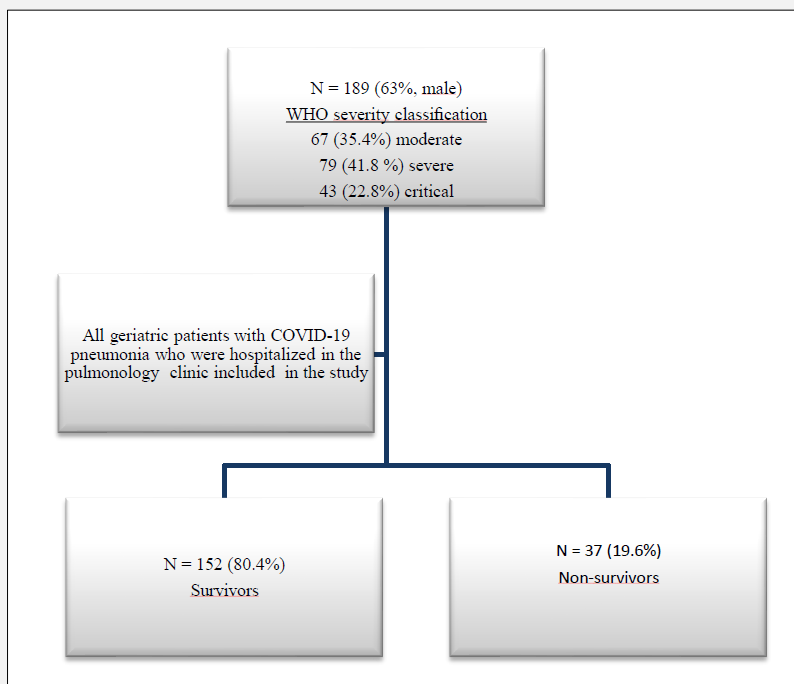 N = 189 (63%, male)
WHO severity classification
67 (35.4%) moderate
79 (41.8 %) severe
43 (22.8%) critical
All geriatric patients with COVID-19
pneumonia who were hospitalized in the
pulmonology clinic included in the study
N = 152 (80.4%)
Survivors
N = 37 (19.6%)
Non-survivors